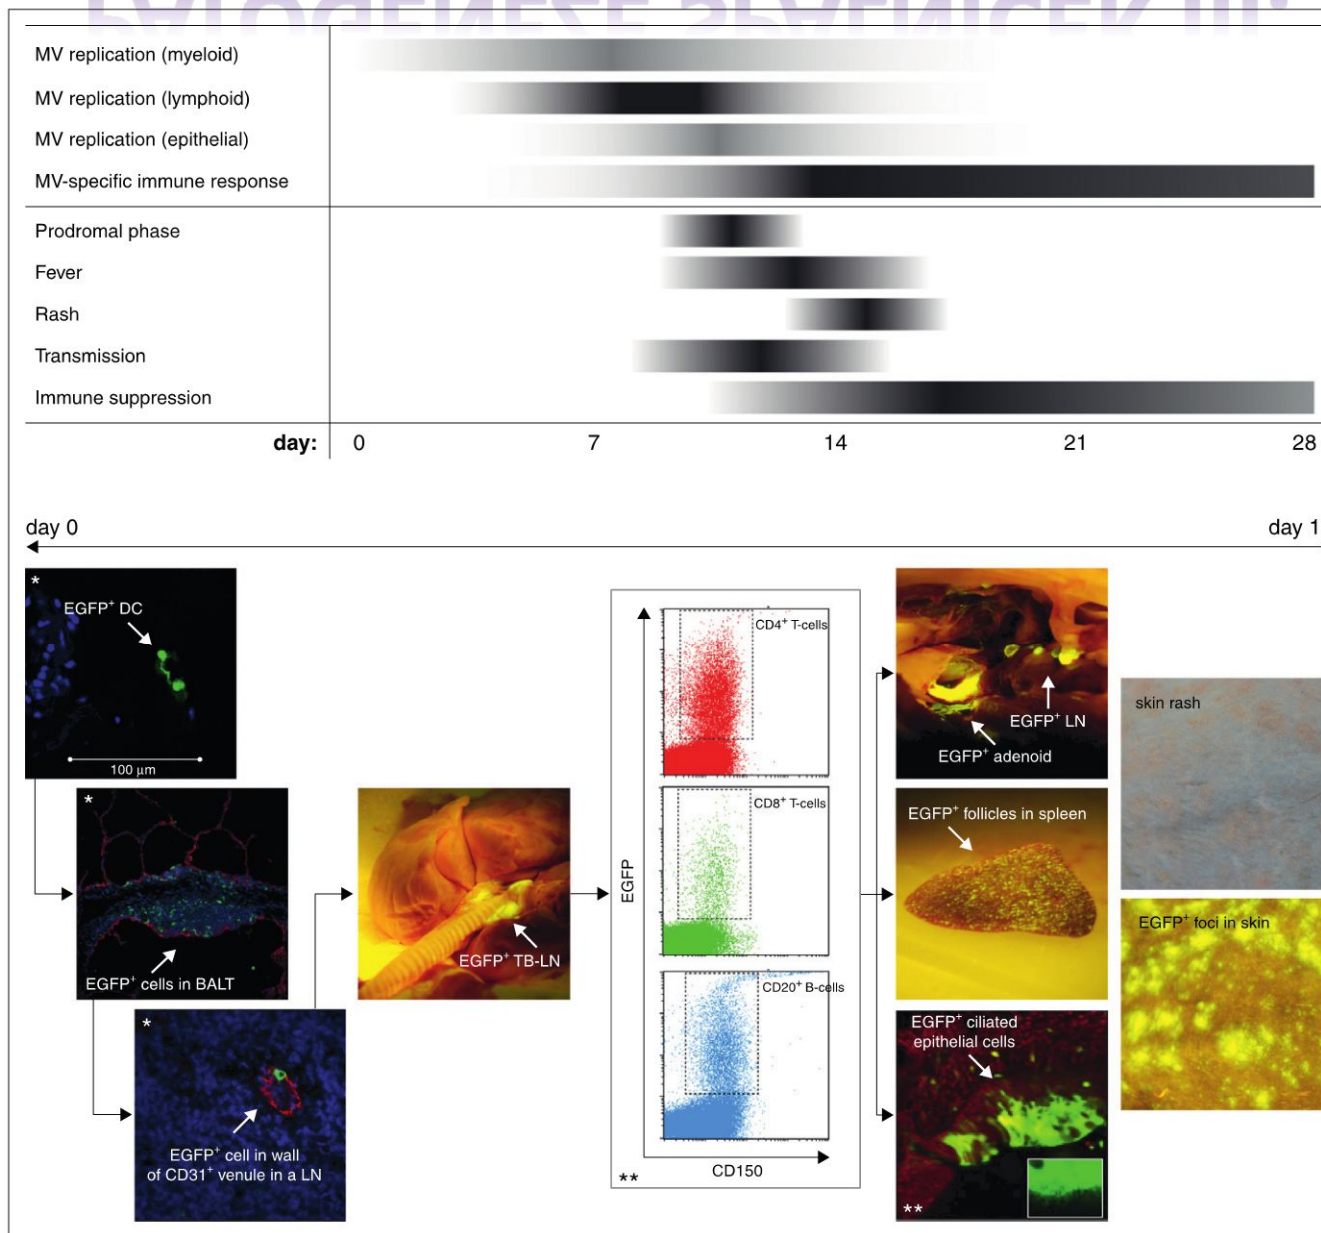 MV replication (myeloid)
MV replication (lymphoid)
MV replication (epithelial)
MV-specific immune response
Prodromal phase
Fever
Rash
Transmission
Immune suppression
day: 0 7 14 21 28
day 0
day 1
*
EGFP⁺ DC
100 µm
*
EGFP⁺ cells in BALT
*
EGFP⁺ cell in wall
of CD31⁺ venule in a LN
EGFP⁺ TB-LN
CD4⁺ T-cells
CD8⁺ T-cells
CD20⁺ B-cells
EGFP
CD150
**
EGFP⁺ LN
EGFP⁺ adenoid
EGFP⁺ follicles in spleen
EGFP⁺ ciliated
epithelial cells
**
skin rash
EGFP⁺ foci in skin